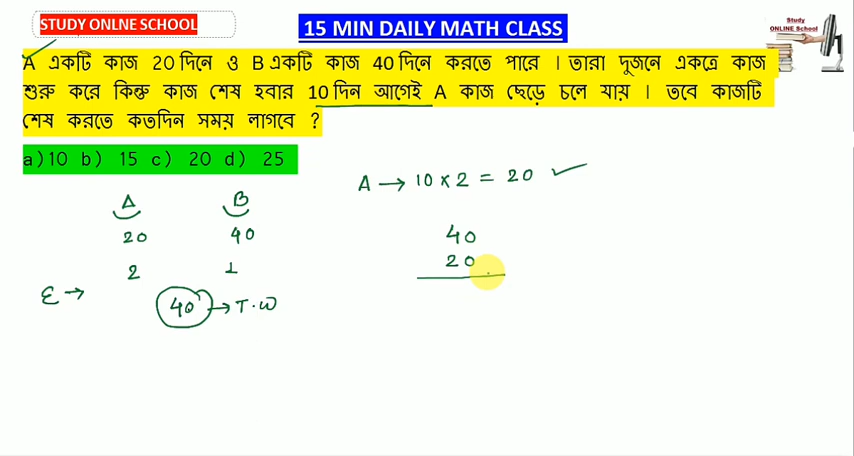 STUDY ONLNE SCHOOL
15 MIN DAILY MATH CLASS
Study
ONLINE SCHOOL
A একটি কাজ 20 দিনে ও B একটি কাজ 40 দিনে করতে পারে । তারা দুজনে একত্রে কাজ
শুরু করে কিন্তু কাজ শেষ হবার 10 দিন আগেই A কাজ ছেড়ে চলে যায় । তবে কাজটি
শেষ করতে কতদিন সময় লাগবে ?
a)10 b) 15 c) 20 d) 25
A → 10 × 2 = 20
A B
20 40
2 1
E →
40 → T.W
40
20